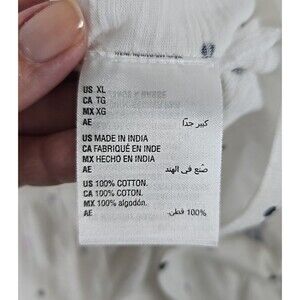 US XL
CA TG
MX XG
AE كبير جدًا
US MADE IN INDIA
CA FABRIQUÉ EN INDE
MX HECHO EN INDIA
AE صنع في الهند
US 100% COTTON.
CA 100% COTON.
MX 100% algodón.
AE 100% قطن.